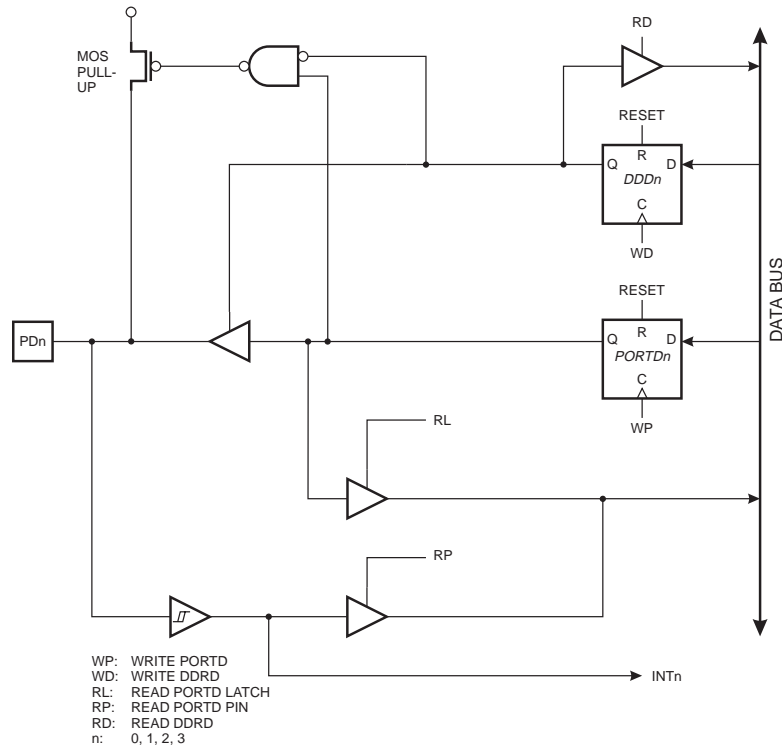 RD
MOS
PULL-
UP
RESET
R
Q
D
DDDn
C
WD
DATA BUS
RESET
PDn
R
Q
D
PORTDn
C
WP
RL
RP
WP: WRITE PORTD
WD: WRITE DDRD
RL: READ PORTD LATCH
RP: READ PORTD PIN
RD: READ DDRD
n: 0, 1, 2, 3
INTn